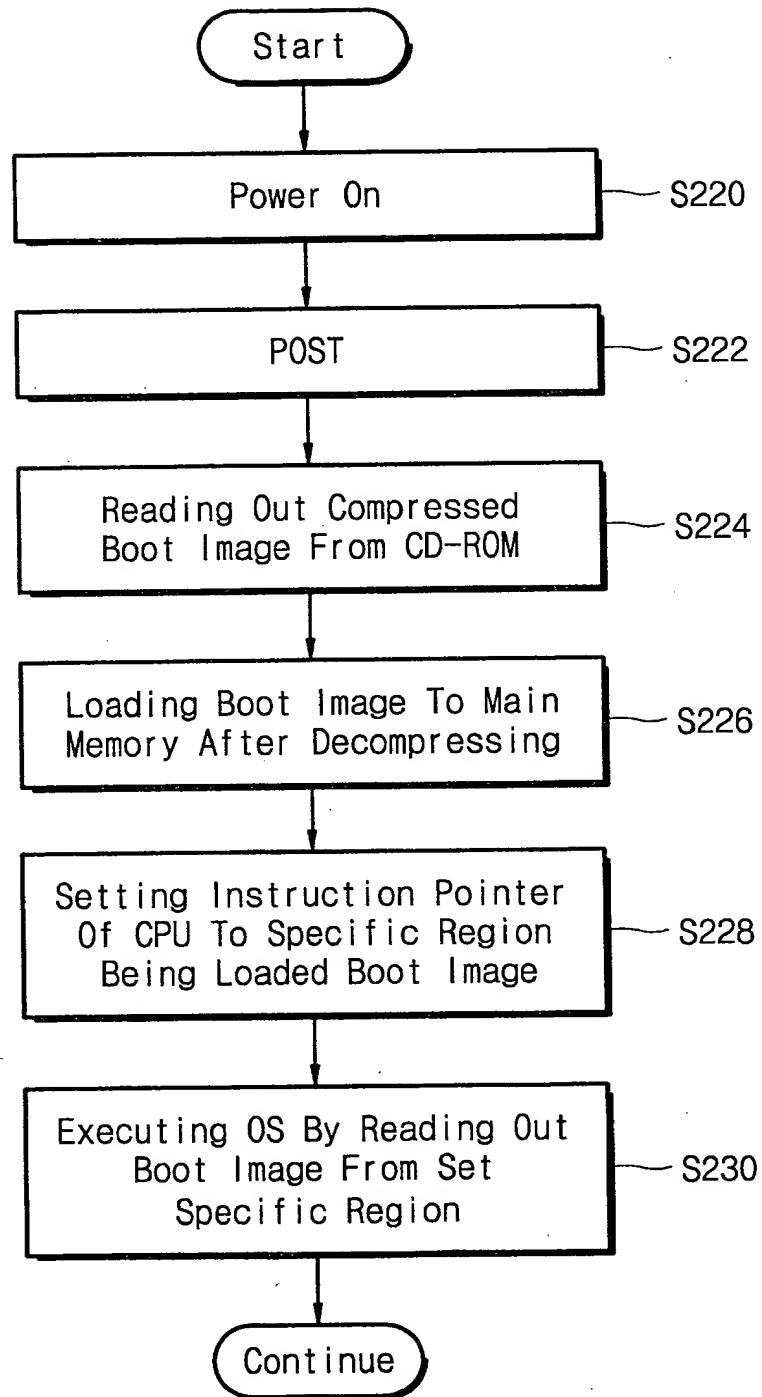 Start
Power On
S220
POST
S222
Reading Out Compressed
Boot Image From CD-ROM
S224
Loading Boot Image To Main
Memory After Decompressing
S226
Setting Instruction Pointer
Of CPU To Specific Region
Being Loaded Boot Image
S228
Executing OS By Reading Out
Boot Image From Set
Specific Region
S230
Continue